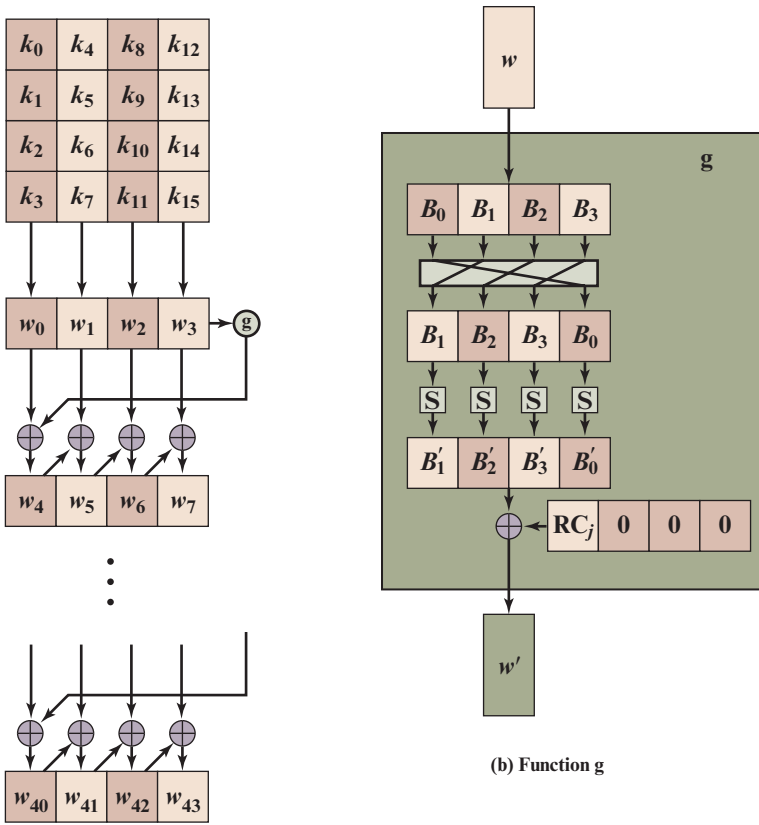 k0 k4 k8 k12
k1 k5 k9 k13
k2 k6 k10 k14
k3 k7 k11 k15
w0 w1 w2 w3 g
w4 w5 w6 w7
w40 w41 w42 w43
w
g
B0 B1 B2 B3
B1 B2 B3 B0
S S S S
B′1 B′2 B′3 B′0
RCj 0 0 0
w′
(b) Function g